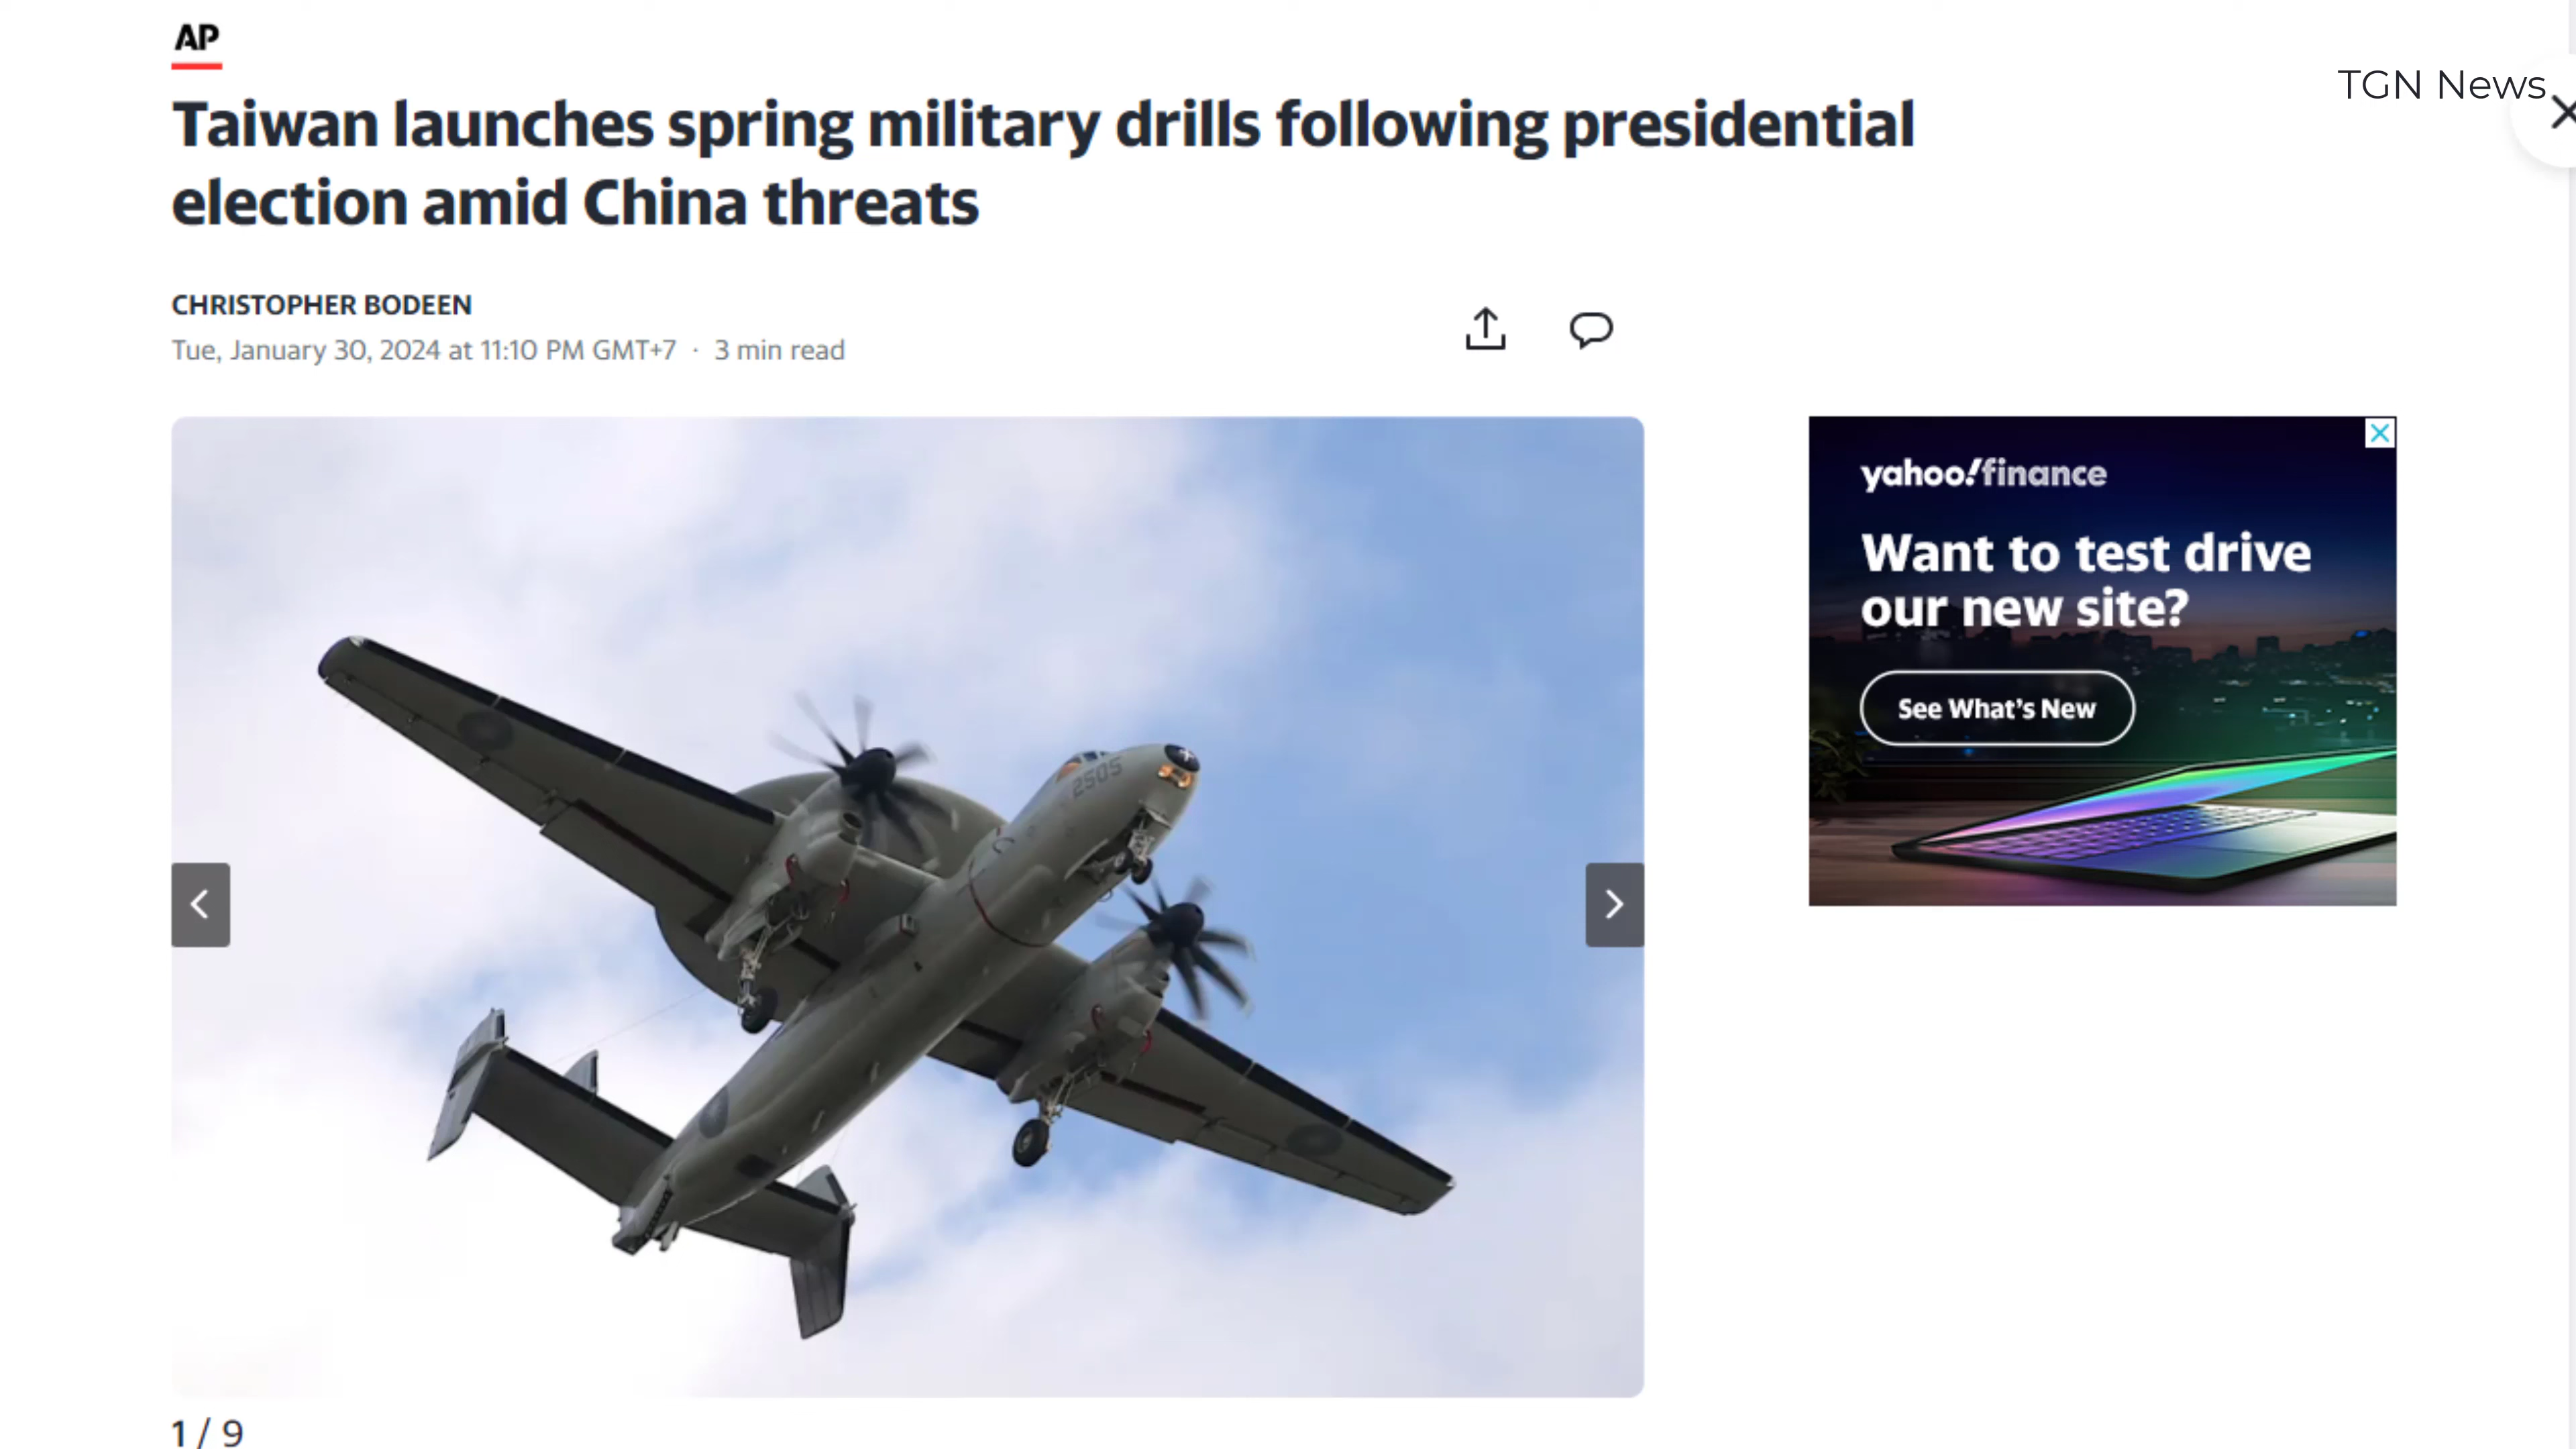 AP
TGN News
Taiwan launches spring military drills following presidential
election amid China threats
CHRISTOPHER BODEEN
Tue, January 30, 2024 at 11:10 PM GMT+7 · 3 min read
2505
yahoo!finance
Want to test drive
our new site?
See What's New
1 / 9